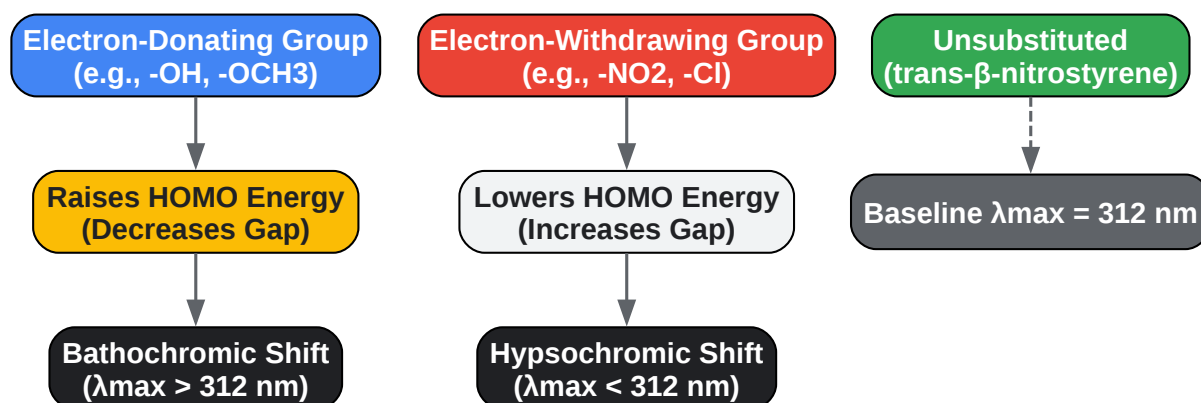 Electron-Donating Group
(e.g., -OH, -OCH3)
Electron-Withdrawing Group
(e.g., -NO2, -Cl)
Unsubstituted
(trans-β-nitrostyrene)
Raises HOMO Energy
(Decreases Gap)
Lowers HOMO Energy
(Increases Gap)
Baseline λmax = 312 nm
Bathochromic Shift
(λmax > 312 nm)
Hypsochromic Shift
(λmax < 312 nm)